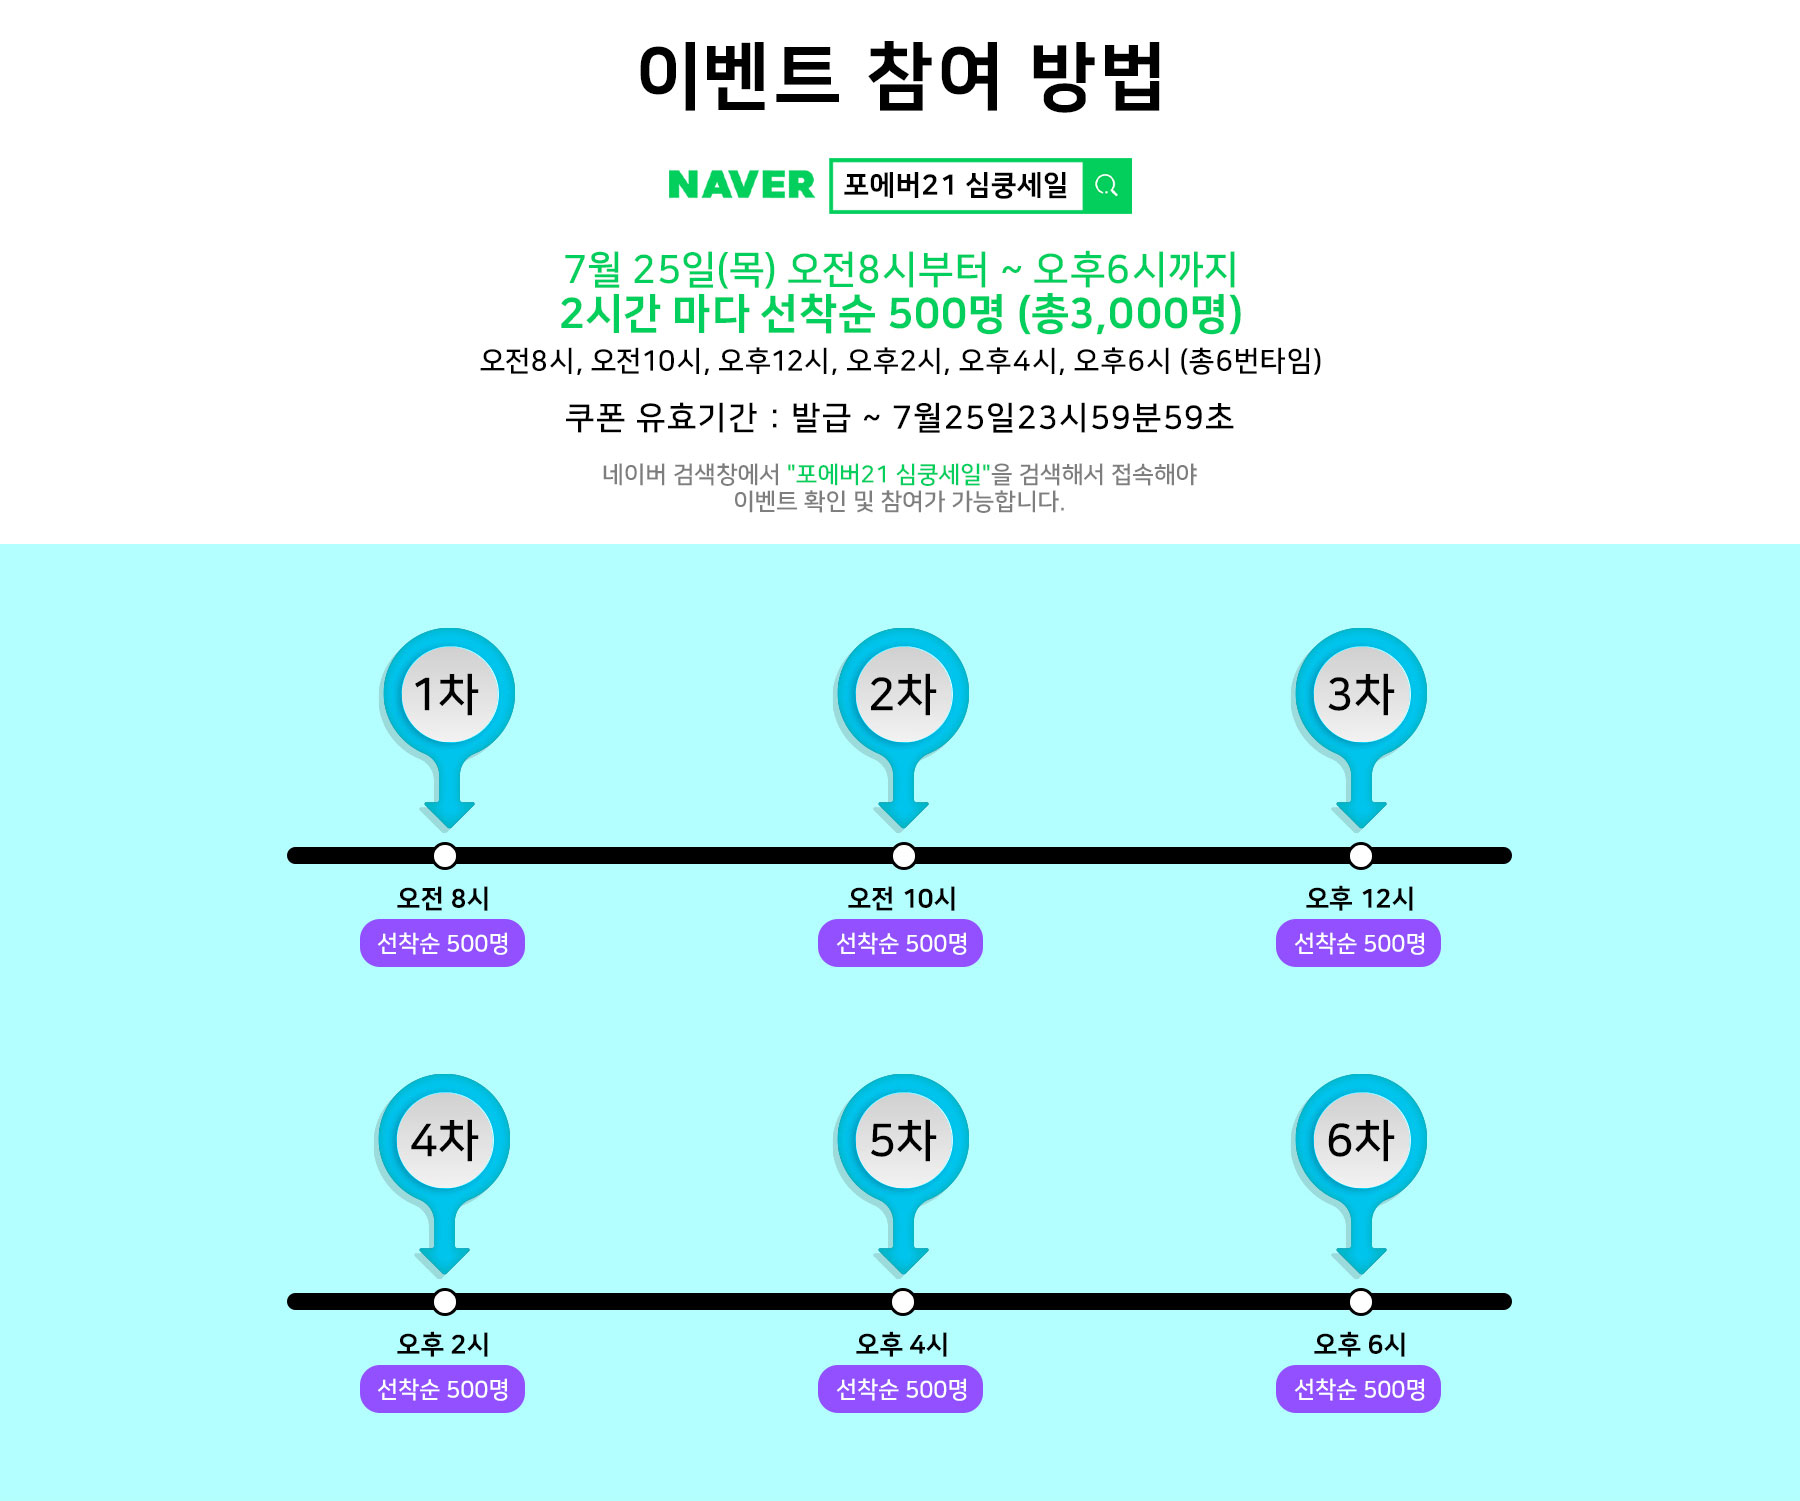 이벤트 참여 방법
NAVER 포에버21 심쿵세일
7월 25일(목) 오전8시부터 ~ 오후6시까지
2시간 마다 선착순 500명 (총3,000명)
오전8시, 오전10시, 오후12시, 오후2시, 오후4시, 오후6시 (총6번타임)
쿠폰 유효기간 : 발급 ~ 7월25일23시59분59초
네이버 검색창에서 "포에버21 심쿵세일"을 검색해서 접속해야
이벤트 확인 및 참여가 가능합니다.
1차 2차 3차
오전 8시 오전 10시 오후 12시
선착순 500명 선착순 500명 선착순 500명
4차 5차 6차
오후 2시 오후 4시 오후 6시
선착순 500명 선착순 500명 선착순 500명